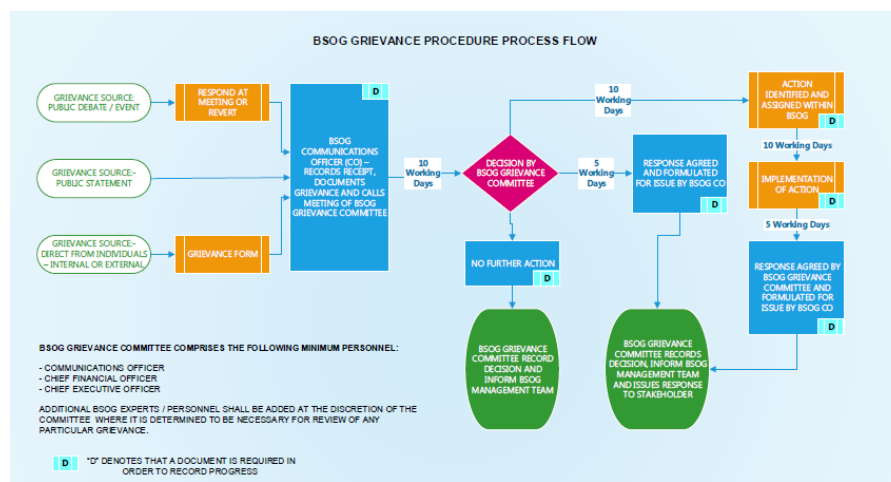 BSOG GRIEVANCE PROCEDURE PROCESS FLOW
GRIEVANCE SOURCE:
PUBLIC DEBATE / EVENT
RESPOND AT
MEETING OR
REVERT
GRIEVANCE SOURCE:-
PUBLIC STATEMENT
GRIEVANCE SOURCE:-
DIRECT FROM INDIVIDUALS
– INTERNAL OR EXTERNAL
GRIEVANCE FORM
D
BSOG
COMMUNICATIONS
OFFICER (CO) –
RECORDS RECEIPT,
DOCUMENTS
GRIEVANCE AND CALLS
MEETING OF BSOG
GRIEVANCE COMMITTEE
10
Working
Days
DECISION BY
BSOG GRIEVANCE
COMMITTEE
10
Working
Days
ACTION
IDENTIFIED AND
ASSIGNED WITHIN
BSOG
D
10 Working Days
5
Working
Days
RESPONSE AGREED
AND FORMULATED
FOR ISSUE BY BSOG CO
D
IMPLEMENTATION
OF ACTION
D
5 Working Days
NO FURTHER ACTION
D
RESPONSE AGREED BY
BSOG GRIEVANCE
COMMITTEE AND
FORMULATED FOR
ISSUE BY BSOG CO
D
BSOG GRIEVANCE
COMMITTEE RECORD
DECISION AND
INFORM BSOG
MANAGEMENT TEAM
BSOG GRIEVANCE
COMMITTEE RECORDS
DECISION, INFORM BSOG
MANAGEMENT TEAM
AND ISSUES RESPONSE
TO STAKEHOLDER
BSOG GRIEVANCE COMMITTEE COMPRISES THE FOLLOWING MINIMUM PERSONNEL:
- COMMUNICATIONS OFFICER
- CHIEF FINANCIAL OFFICER
- CHIEF EXECUTIVE OFFICER
ADDITIONAL BSOG EXPERTS / PERSONNEL SHALL BE ADDED AT THE DISCRETION OF THE
COMMITTEE WHERE IT IS DETERMINED TO BE NECESSARY FOR REVIEW OF ANY
PARTICULAR GRIEVANCE.
D
"D" DENOTES THAT A DOCUMENT IS REQUIRED IN
ORDER TO RECORD PROGRESS